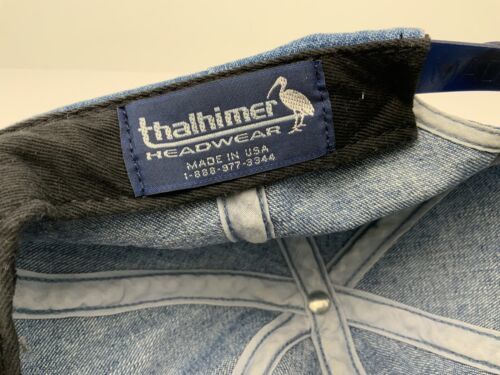 thalhimer
HEADWEAR
MADE IN USA
1-888-977-3344